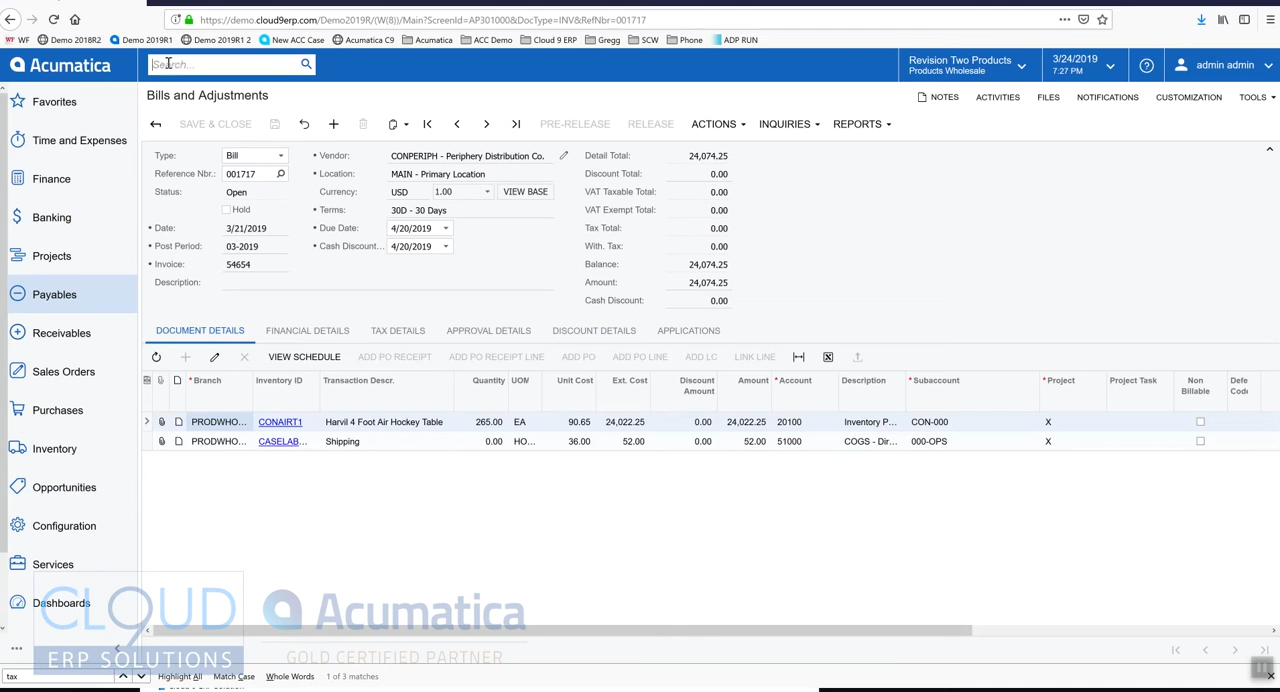 https://demo.cloud9erp.com/Demo2019R/(W(8))/Main?ScreenId=AP301000&DocType=INV&RefNbr=001717
WF Demo 2018R2 Demo 2019R1 Demo 2019R1 2 New ACC Case Acumatica C9 Acumatica ACC Demo Cloud 9 ERP Gregg SCW Phone ADP RUN
Acumatica Search... Revision Two Products Products Wholesale 3/24/2019 7:27 PM admin admin
Bills and Adjustments NOTES ACTIVITIES FILES NOTIFICATIONS CUSTOMIZATION TOOLS
SAVE & CLOSE PRE-RELEASE RELEASE ACTIONS INQUIRIES REPORTS
Favorites
Time and Expenses
Finance
Banking
Projects
Payables
Receivables
Sales Orders
Purchases
Inventory
Opportunities
Configuration
Services
Dashboards
Type: Bill Vendor: CONPERIPH - Periphery Distribution Co. Detail Total: 24,074.25
Reference Nbr.: 001717 Location: MAIN - Primary Location Discount Total: 0.00
Status: Open Currency: USD 1.00 VIEW BASE VAT Taxable Total: 0.00
Hold Terms: 30D - 30 Days VAT Exempt Total: 0.00
Date: 3/21/2019 Due Date: 4/20/2019 Tax Total: 0.00
Post Period: 03-2019 Cash Discount... 4/20/2019 With. Tax: 0.00
Invoice: 54654 Balance: 24,074.25
Description: Amount: 24,074.25
Cash Discount: 0.00
DOCUMENT DETAILS FINANCIAL DETAILS TAX DETAILS APPROVAL DETAILS DISCOUNT DETAILS APPLICATIONS
VIEW SCHEDULE ADD PO RECEIPT ADD PO RECEIPT LINE ADD PO ADD PO LINE ADD LC LINK LINE
*Branch Inventory ID Transaction Descr. Quantity UOM Unit Cost Ext. Cost Discount Amount Amount *Account Description *Subaccount *Project Project Task Non Billable Defe Code
PRODWHO... CONAIRT1 Harvil 4 Foot Air Hockey Table 265.00 EA 90.65 24,022.25 0.00 24,022.25 20100 Inventory P... CON-000 X
PRODWHO... CASELAB... Shipping 0.00 HO... 36.00 52.00 0.00 52.00 51000 COGS - Dir... 000-OPS X
CLOUD9
ERP SOLUTIONS
Acumatica
GOLD CERTIFIED PARTNER
tax Highlight All Match Case Whole Words 1 of 3 matches